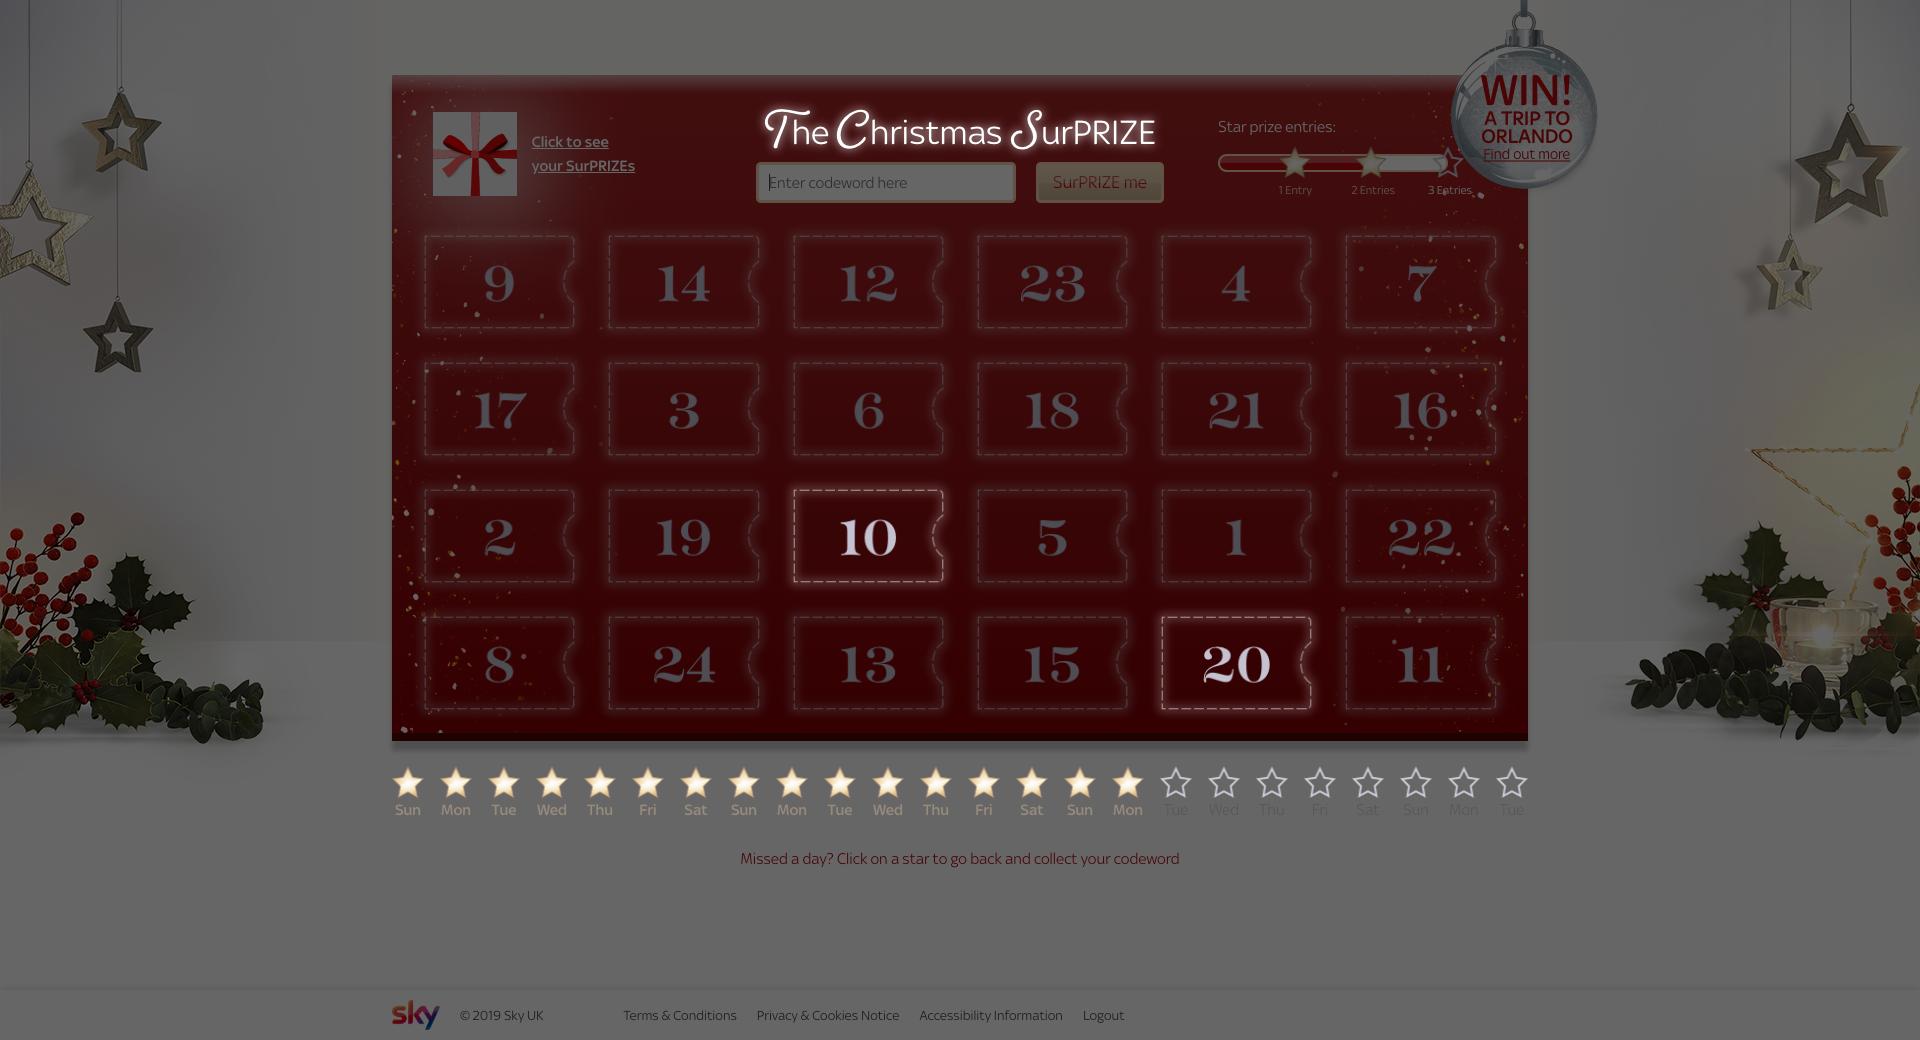 WIN!
A TRIP TO
ORLANDO
Find out more
The Christmas SurPRIZE
Click to see
your SurPRIZEs
Enter codeword here
SurPRIZE me
Star prize entries:
1 Entry 2 Entries 3 Entries
9 14 12 23 4 7
17 3 6 18 21 16
2 19 10 5 1 22
8 24 13 15 20 11
Sun Mon Tue Wed Thu Fri Sat Sun Mon Tue Wed Thu Fri Sat Sun Mon Tue Wed Thu Fri Sat Sun Mon Tue
Missed a day? Click on a star to go back and collect your codeword
sky © 2019 Sky UK Terms & Conditions Privacy & Cookies Notice Accessibility Information Logout